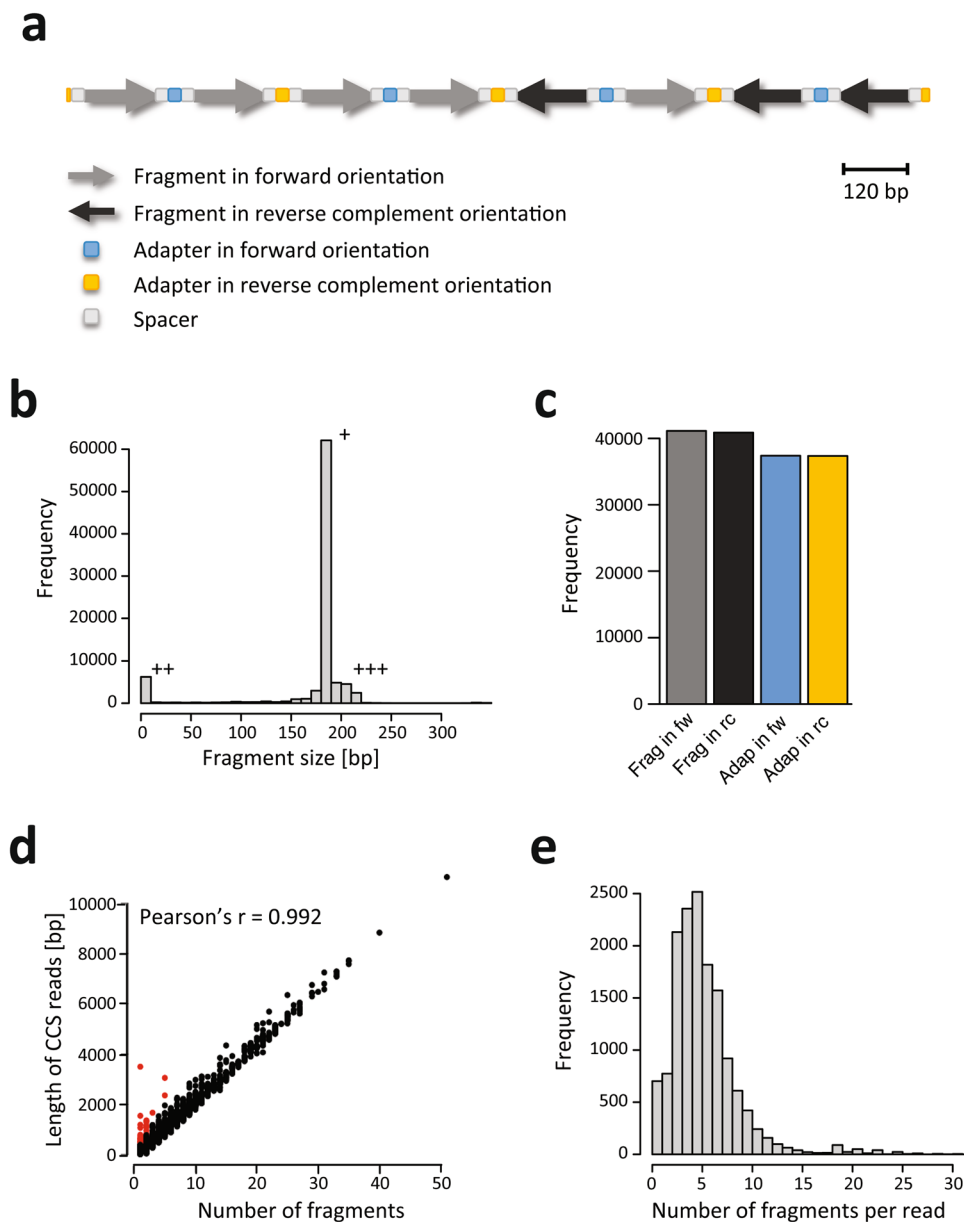 a
120 bp
Fragment in forward orientation
Fragment in reverse complement orientation
Adapter in forward orientation
Adapter in reverse complement orientation
Spacer
b
Frequency
60000
50000
40000
30000
20000
10000
0
+
++
+++
0 50 100 150 200 250 300
Fragment size [bp]
c
Frequency
40000
30000
20000
10000
0
Frag in fw
Frag in rc
Adap in fw
Adap in rc
d
Length of CCS reads [bp]
10000
8000
6000
4000
2000
0
Pearson's r = 0.992
0 10 20 30 40 50
Number of fragments
e
Frequency
2500
2000
1500
1000
500
0
0 5 10 15 20 25 30
Number of fragments per read